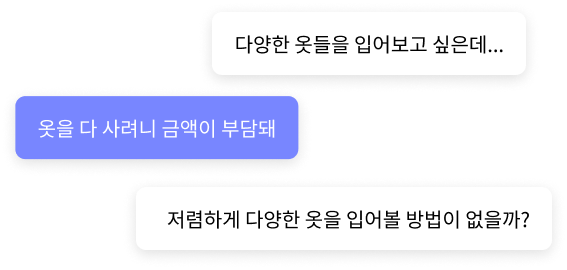 다양한 옷들을 입어보고 싶은데...
옷을 다 사려니 금액이 부담돼
저렴하게 다양한 옷을 입어볼 방법이 없을까?